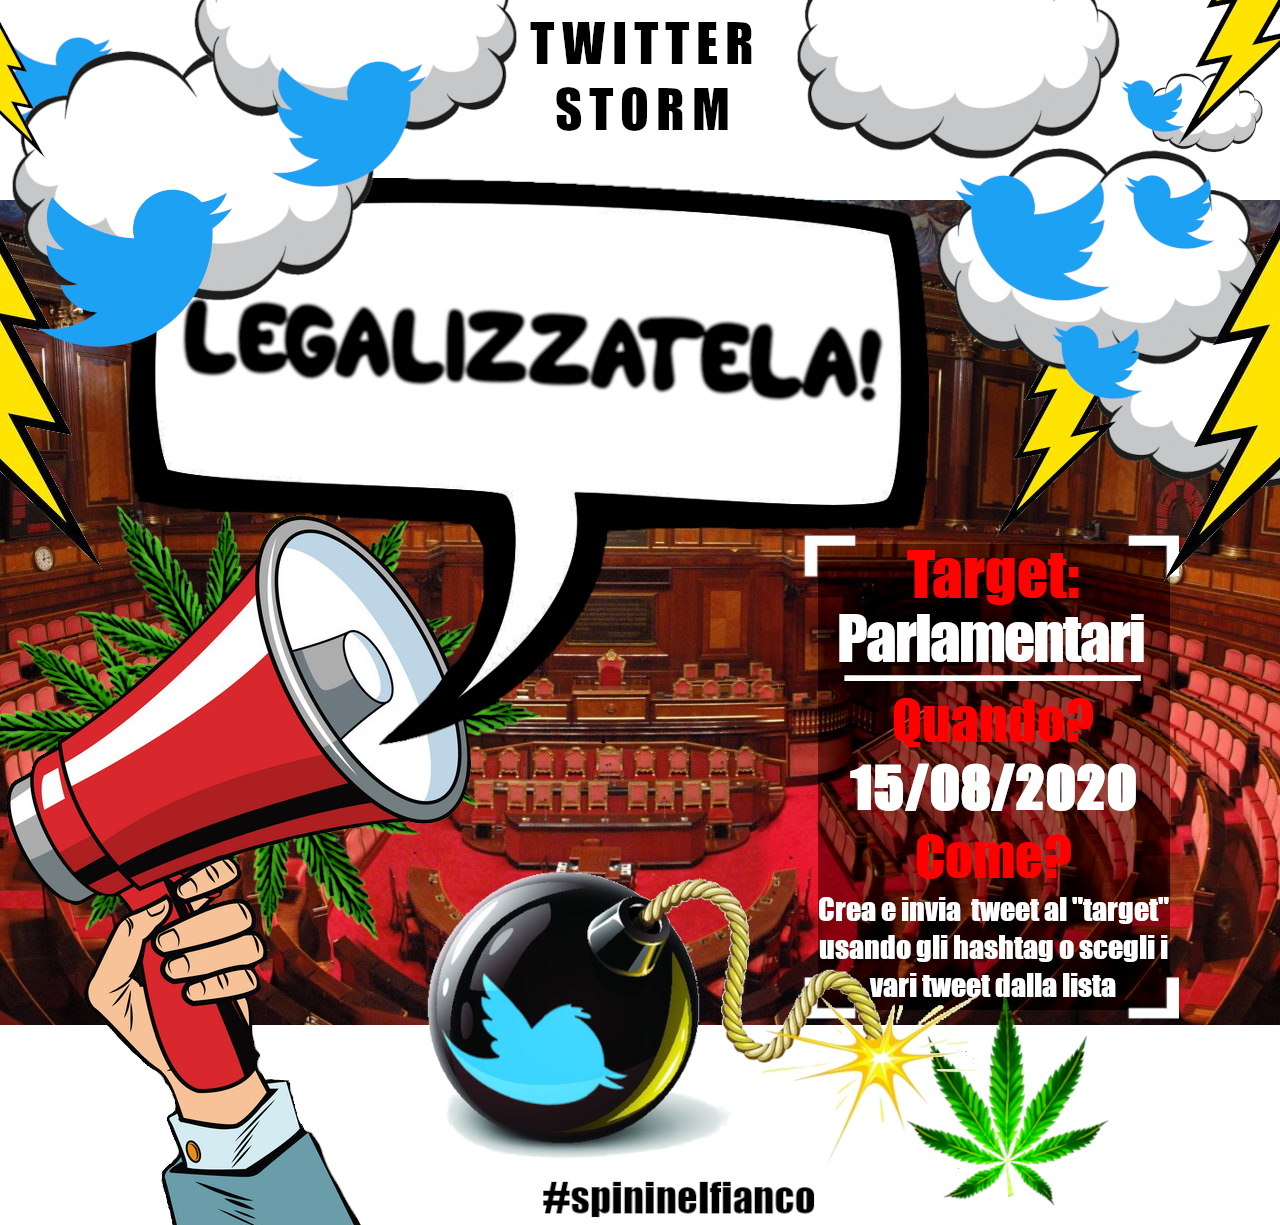 TWITTER
STORM
LEGALIZZATELA!
Target:
Parlamentari
Quando?
15/08/2020
Come?
Crea e invia tweet al "target"
usando gli hashtag o scegli i
vari tweet dalla lista
#spininelfianco